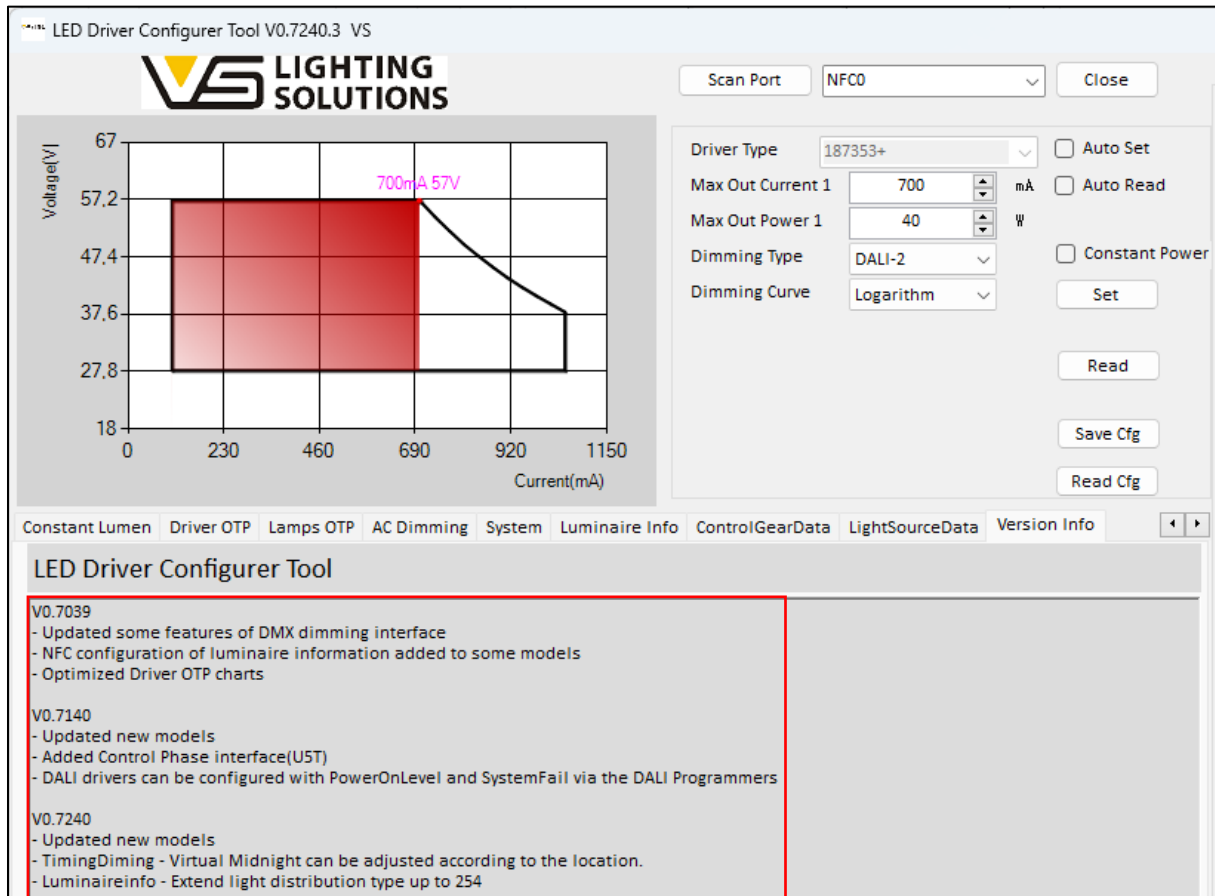 LED Driver Configurer Tool V0.7240.3 VS
VS LIGHTING
SOLUTIONS
Scan Port
NFC0
Close
Voltage[V]
67
57,2
47,4
37,6
27,8
18
700mA 57V
0
230
460
690
920
1150
Current(mA)
Driver Type
187353+
Auto Set
Max Out Current 1
700
mA
Auto Read
Max Out Power 1
40
W
Dimming Type
DALI-2
Constant Power
Dimming Curve
Logarithm
Set
Read
Save Cfg
Read Cfg
Constant Lumen
Driver OTP
Lamps OTP
AC Dimming
System
Luminaire Info
ControlGearData
LightSourceData
Version Info
LED Driver Configurer Tool
V0.7039
- Updated some features of DMX dimming interface
- NFC configuration of luminaire information added to some models
- Optimized Driver OTP charts
V0.7140
- Updated new models
- Added Control Phase interface(U5T)
- DALI drivers can be configured with PowerOnLevel and SystemFail via the DALI Programmers
V0.7240
- Updated new models
- TimingDiming - Virtual Midnight can be adjusted according to the location.
- Luminaireinfo - Extend light distribution type up to 254